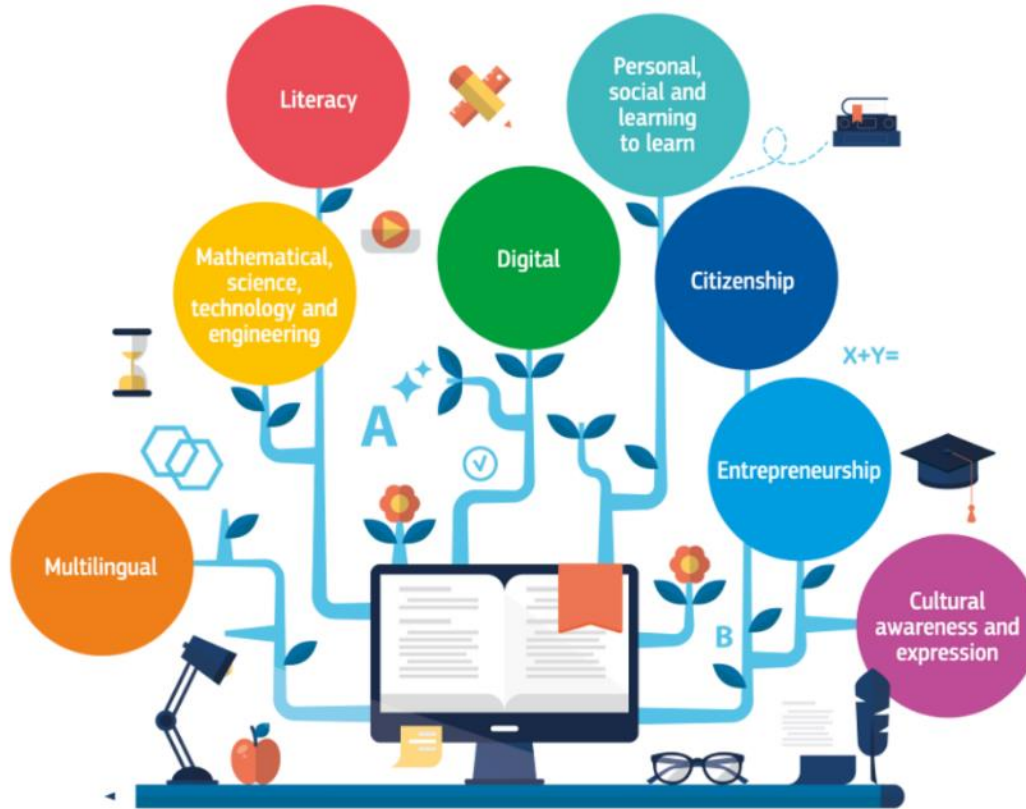 Literacy
Personal,
social and
learning
to learn
Mathematical,
science,
technology and
engineering
Digital
Citizenship
X+Y=
A
Entrepreneurship
Multilingual
B
Cultural
awareness and
expression